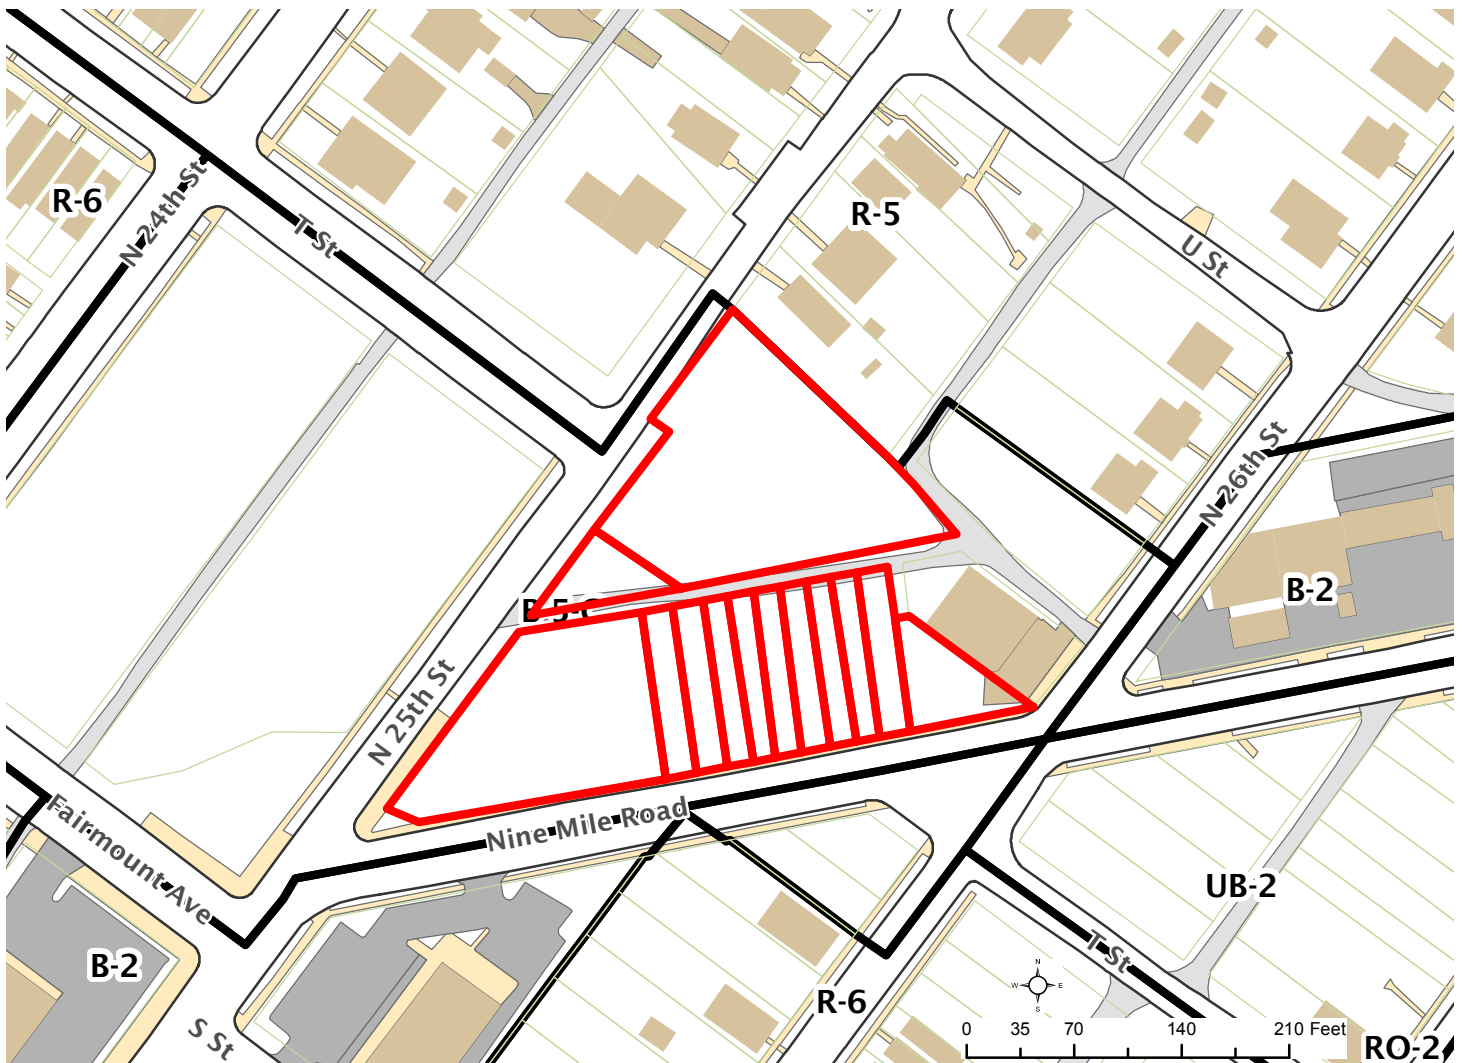 R-6
N 24th St
T St
R-5
U St
N 26th St
B-2
N 25th St
Nine Mile Road
Fairmount Ave
B-2
S St
UB-2
T St
R-6
N
W E
S
0 35 70 140 210 Feet
RO-2